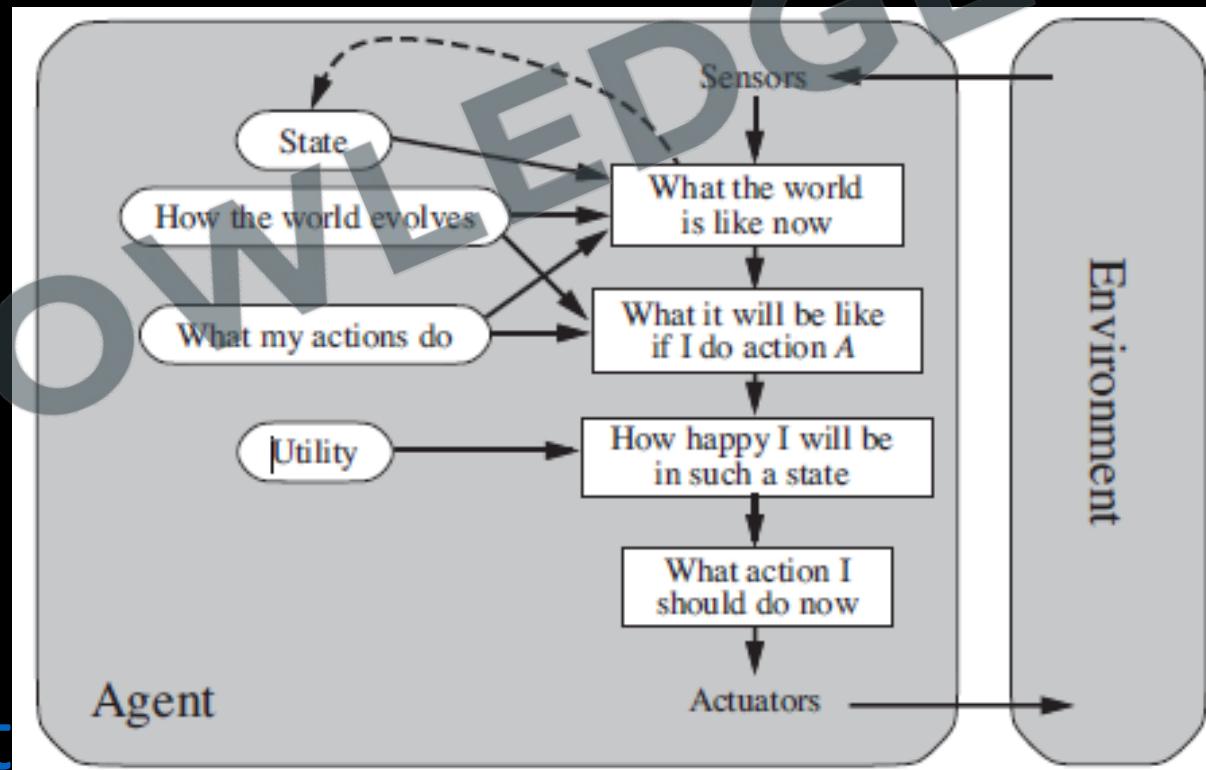 Sensors
State
What the world
is like now
How the world evolves
What it will be like
if I do action A
What my actions do
How happy I will be
in such a state
Utility
What action I
should do now
Agent
Actuators
Environment
OWLEDGE